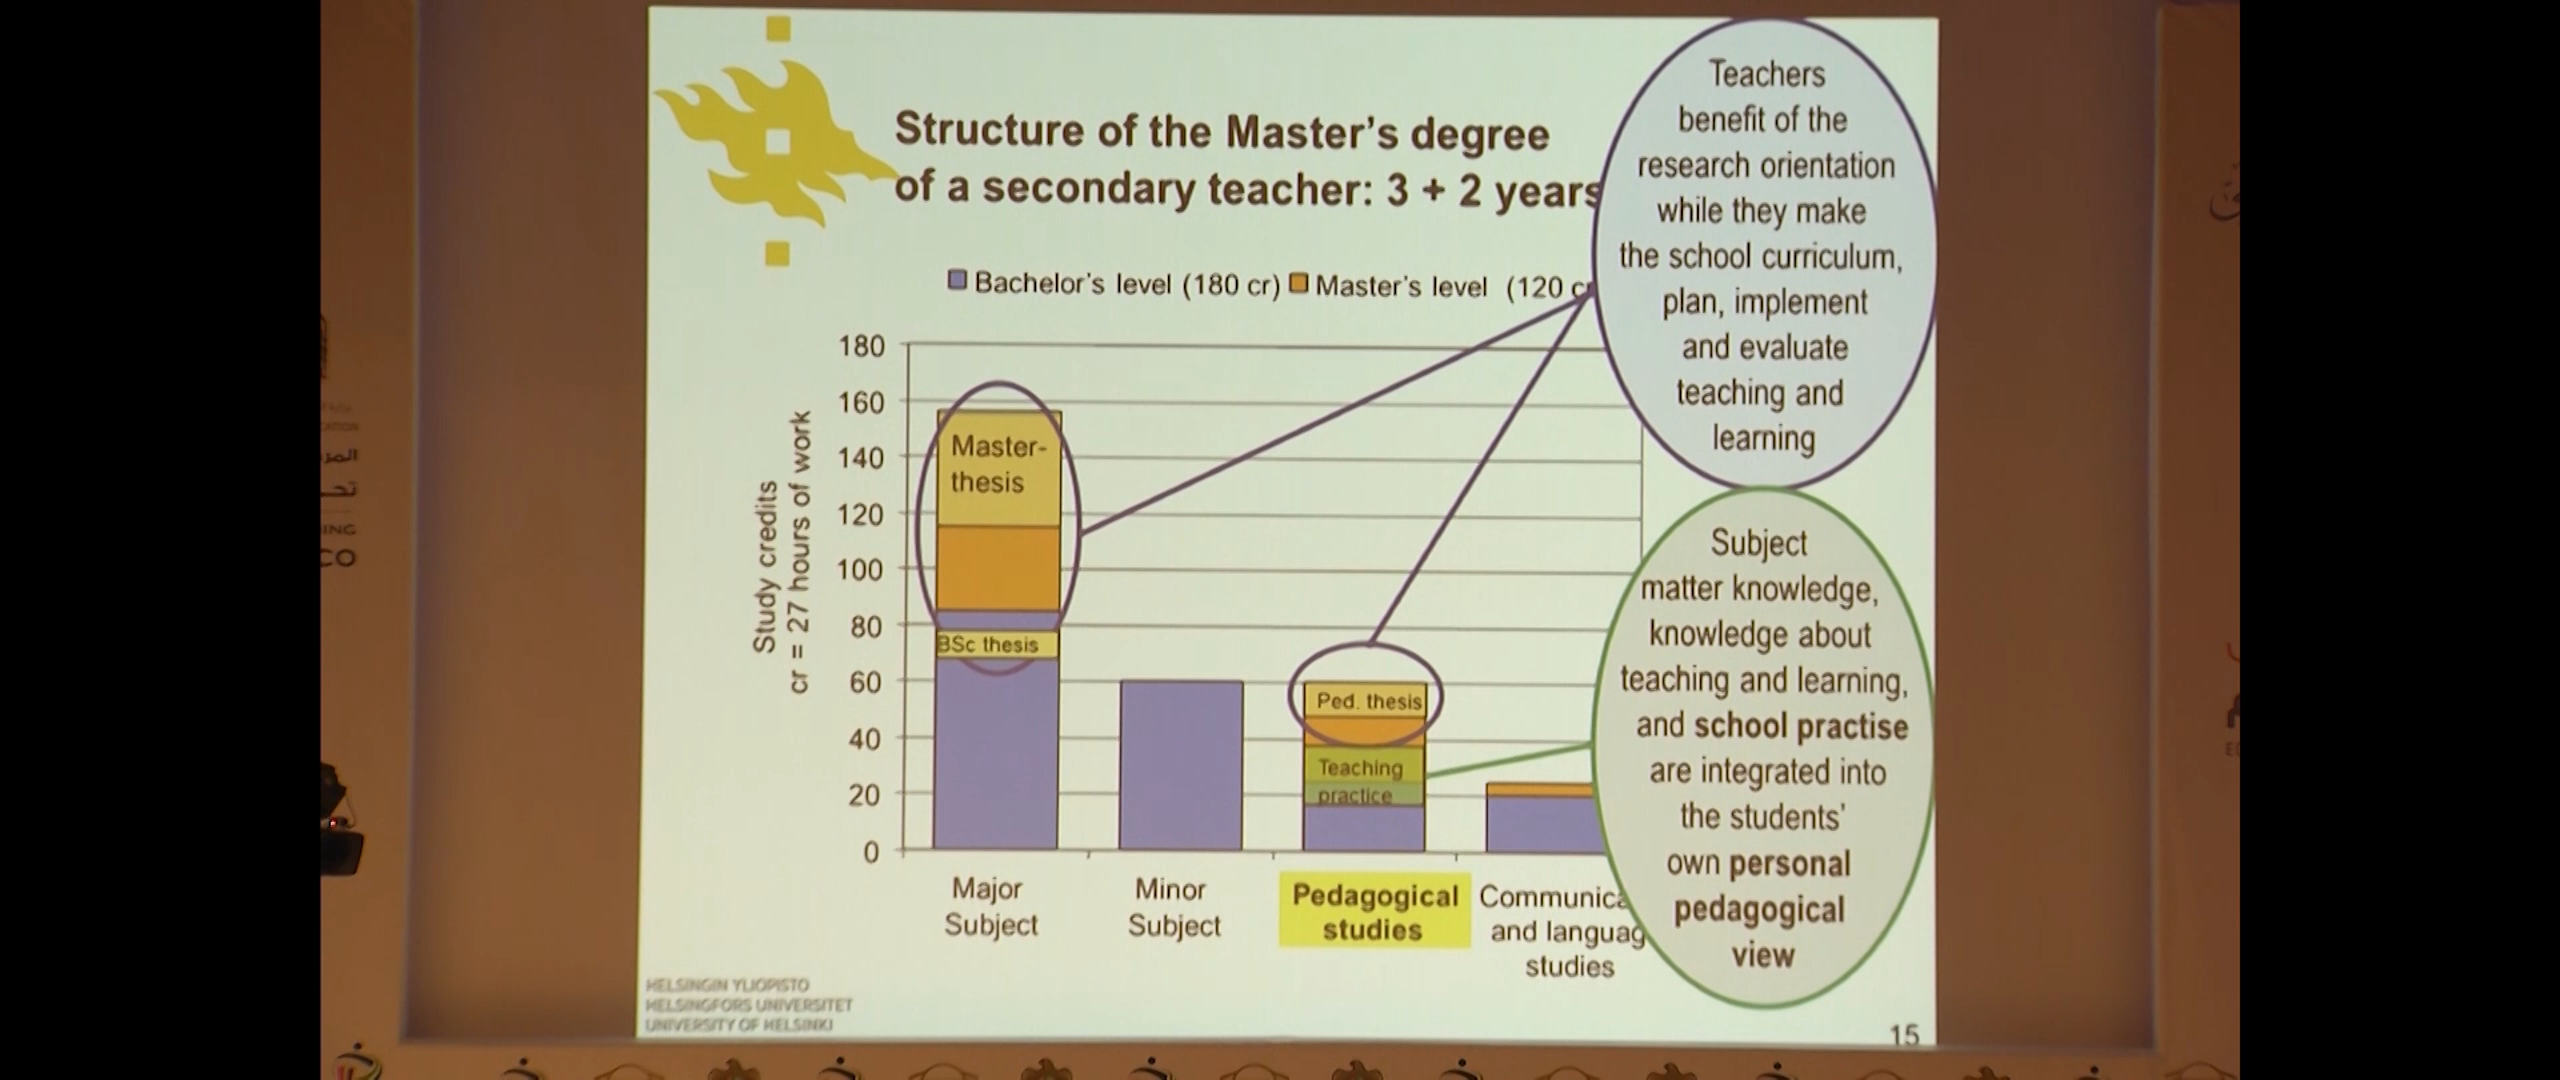 Structure of the Master's degree
of a secondary teacher: 3 + 2 years
Bachelor's level (180 cr) Master's level (120 cr
Study credits
cr = 27 hours of work
180
160
140
120
100
80
60
40
20
0
Master-
thesis
BSc thesis
Ped. thesis
Teaching
practice
Major
Subject
Minor
Subject
Pedagogical
studies
Communica
and languag
studies
Teachers
benefit of the
research orientation
while they make
the school curriculum,
plan, implement
and evaluate
teaching and
learning
Subject
matter knowledge,
knowledge about
teaching and learning,
and school practise
are integrated into
the students'
own personal
pedagogical
view
HELSINGIN YLIOPISTO
HELSINGFORS UNIVERSITET
UNIVERSITY OF HELSINKI
15
ING
CO